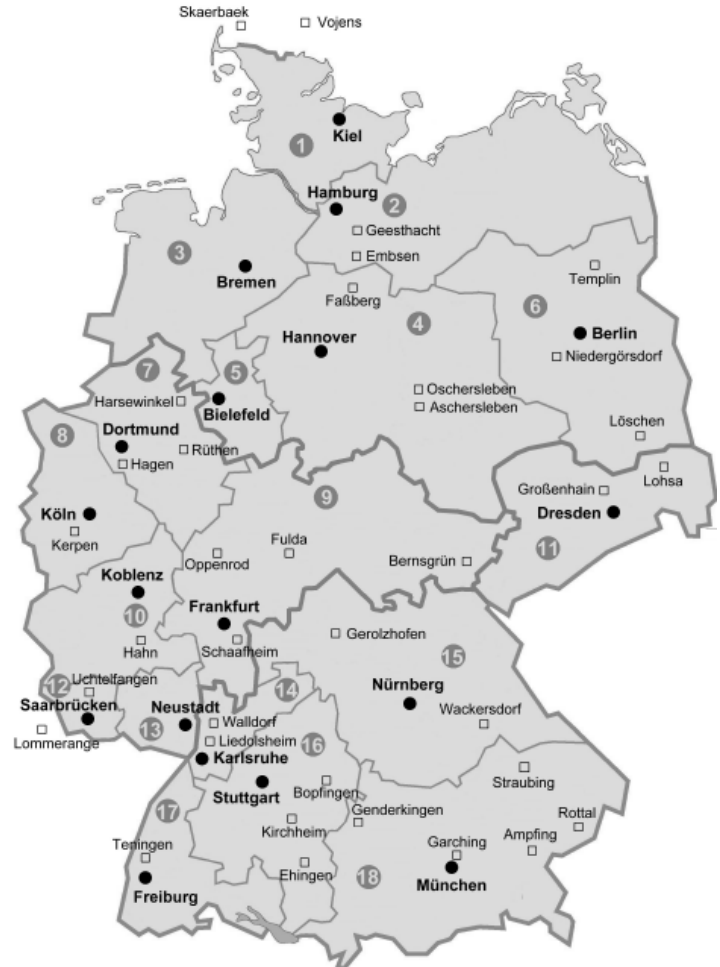 Skaerbaek
Vojens
Kiel
1
Hamburg
2
Geesthacht
3
Embsen
Bremen
Templin
Faßberg
6
4
Berlin
Hannover
Niedergörsdorf
7
5
Oschersleben
Harsewinkel
Aschersleben
Bielefeld
8
Dortmund
Löschen
Rüthen
Hagen
Lohsa
9
Großenhain
Köln
Dresden
Kerpen
11
Fulda
Oppenrod
Bernsgrün
Koblenz
Frankfurt
10
Gerolzhofen
Hahn
Schaafheim
15
Uchtelfangen
12
14
Nürnberg
Saarbrücken
Neustadt
Walldorf
Wackersdorf
13
Lommerange
Liedolsheim
16
Karlsruhe
Straubing
Stuttgart
Bopfingen
17
Genderkingen
Rottal
Kirchheim
Teningen
Garching
Ampfing
Ehingen
18
München
Freiburg